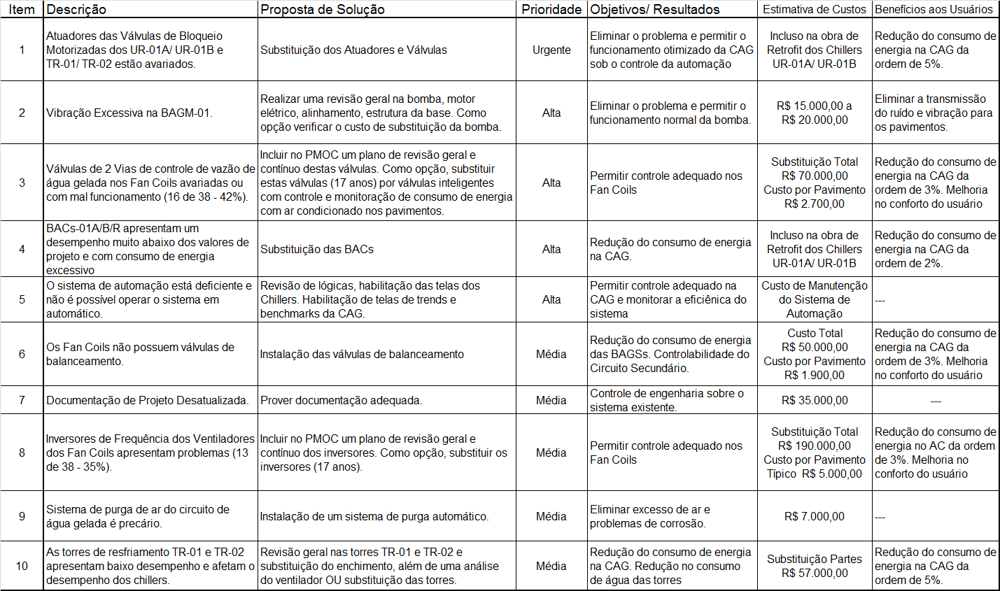 Item Descrição Proposta de Solução Prioridade Objetivos/ Resultados Estimativa de Custos Benefícios aos Usuários
1
Atuadores das Válvulas de Bloqueio
Motorizadas dos UR-01A/ UR-01B e
TR-01/ TR-02 estão avariados.
Substituição dos Atuadores e Válvulas
Urgente
Eliminar o problema e permitir o
funcionamento otimizado da CAG
sob o controle da automação
Incluso na obra de
Retrofit dos Chillers
UR-01A/ UR-01B
Redução do consumo de
energia na CAG da
ordem de 5%.
2
Vibração Excessiva na BAGM-01.
Realizar uma revisão geral na bomba, motor
elétrico, alinhamento, estrutura da base. Como
opção verificar o custo de substituição da bomba.
Alta
Eliminar o problema e permitir o
funcionamento normal da bomba.
R$ 15.000,00 a
R$ 20.000,00
Eliminar a transmissão
do ruído e vibração para
os pavimentos.
3
Válvulas de 2 Vias de controle de vazão de
água gelada nos Fan Coils avariadas ou
com mal funcionamento (16 de 38 - 42%).
Incluir no PMOC um plano de revisão geral e
contínuo destas válvulas. Como opção, substituir
estas válvulas (17 anos) por válvulas inteligentes
com controle e monitoração de consumo de energia
com ar condicionado nos pavimentos.
Alta
Permitir controle adequado nos
Fan Coils
Substituição Total
R$ 70.000,00
Custo por Pavimento
R$ 2.700,00
Redução do consumo de
energia na CAG da
ordem de 3%. Melhoria
no conforto do usuário
4
BACs-01A/B/R apresentam um
desempenho muito abaixo dos valores de
projeto e com consumo de energia
excessivo
Substituição das BACs
Alta
Redução do consumo de energia
na CAG.
Incluso na obra de
Retrofit dos Chillers
UR-01A/ UR-01B
Redução do consumo de
energia na CAG da
ordem de 2%.
5
O sistema de automação está deficiente e
não é possível operar o sistema em
automático.
Revisão de lógicas, habilitação das telas dos
Chillers. Habilitação de telas de trends e
benchmarks da CAG.
Alta
Permitir controle adequado na
CAG e monitorar a eficiênica do
sistema
Custo de Manutenção
do Sistema de
Automação
---
6
Os Fan Coils não possuem válvulas de
balanceamento.
Instalação das válvulas de balanceamento
Média
Redução do consumo de energia
das BAGSs. Controlabilidade do
Circuito Secundário.
Custo Total
R$ 50.000,00
Custo por Pavimento
R$ 1.900,00
Redução do consumo de
energia na CAG da
ordem de 3%. Melhoria
no conforto do usuário
7
Documentação de Projeto Desatualizada.
Prover documentação adequada.
Média
Controle de engenharia sobre o
sistema existente.
R$ 35.000,00
---
8
Inversores de Frequência dos Ventiladores
dos Fan Coils apresentam problemas (13
de 38 - 35%).
Incluir no PMOC um plano de revisão geral e
contínuo dos inversores. Como opção, substituir os
inversores (17 anos).
Média
Permitir controle adequado nos
Fan Coils
Substituição Total
R$ 190.000,00
Custo por Pavimento
Típico R$ 5.000,00
Redução do consumo de
energia no AC da ordem
de 3%. Melhoria no
conforto do usuário
9
Sistema de purga de ar do circuito de
água gelada é precário.
Instalação de um sistema de purga automático.
Média
Eliminar excesso de ar e
problemas de corrosão.
R$ 7.000,00
---
10
As torres de resfriamento TR-01 e TR-02
apresentam baixo desempenho e afetam o
desempenho dos chillers.
Revisão geral nas torres TR-01 e TR-02 e
substituição do enchimento, além de uma análise
do ventilador OU substituição das torres.
Média
Redução do consumo de energia
na CAG. Redução no consumo
de água das torres
Substituição Partes
R$ 57.000,00
Redução do consumo de
energia na CAG da
ordem de 5%.